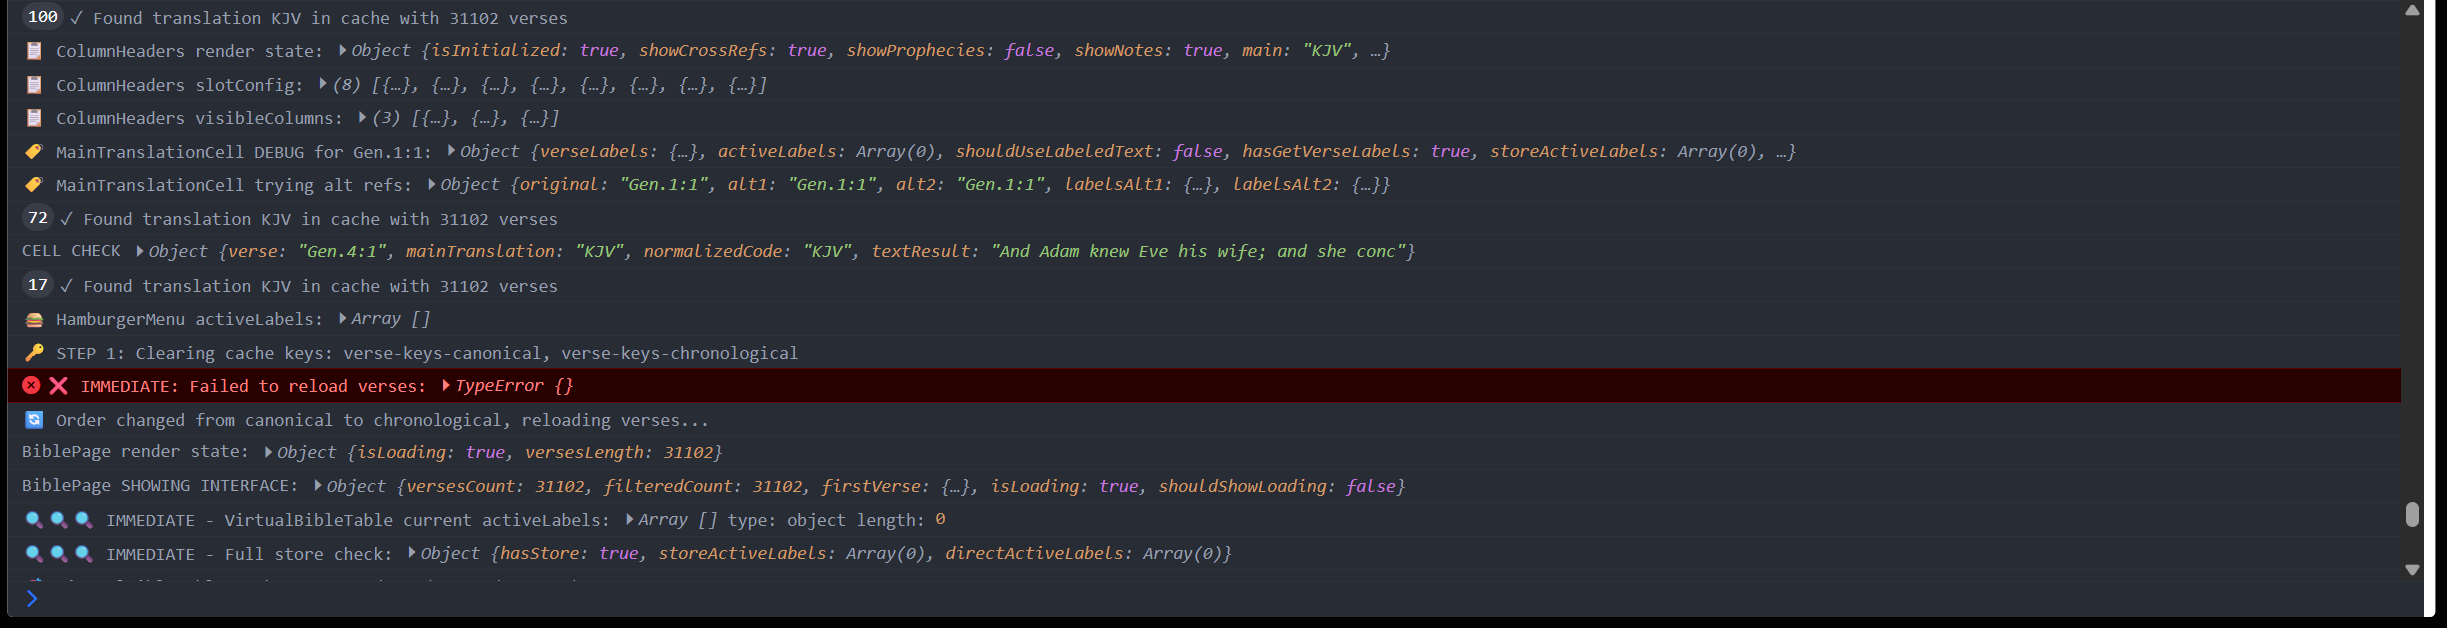 100 ✓ Found translation KJV in cache with 31102 verses
📋 ColumnHeaders render state: ▶Object {isInitialized: true, showCrossRefs: true, showProphecies: false, showNotes: true, main: "KJV", …}
📋 ColumnHeaders slotConfig: ▶(8) [{…}, {…}, {…}, {…}, {…}, {…}, {…}, {…}]
📋 ColumnHeaders visibleColumns: ▶(3) [{…}, {…}, {…}]
🏷️ MainTranslationCell DEBUG for Gen.1:1: ▶Object {verseLabels: {…}, activeLabels: Array(0), shouldUseLabeledText: false, hasGetVerseLabels: true, storeActiveLabels: Array(0), …}
🏷️ MainTranslationCell trying alt refs: ▶Object {original: "Gen.1:1", alt1: "Gen.1:1", alt2: "Gen.1:1", labelsAlt1: {…}, labelsAlt2: {…}}
72 ✓ Found translation KJV in cache with 31102 verses
CELL CHECK ▶Object {verse: "Gen.4:1", mainTranslation: "KJV", normalizedCode: "KJV", textResult: "And Adam knew Eve his wife; and she conc"}
17 ✓ Found translation KJV in cache with 31102 verses
🍔 HamburgerMenu activeLabels: ▶Array []
🔑 STEP 1: Clearing cache keys: verse-keys-canonical, verse-keys-chronological
❌ IMMEDIATE: Failed to reload verses: ▶TypeError {}
🔄 Order changed from canonical to chronological, reloading verses...
BiblePage render state: ▶Object {isLoading: true, versesLength: 31102}
BiblePage SHOWING INTERFACE: ▶Object {versesCount: 31102, filteredCount: 31102, firstVerse: {…}, isLoading: true, shouldShowLoading: false}
🔍🔍🔍 IMMEDIATE - VirtualBibleTable current activeLabels: ▶Array [] type: object length: 0
🔍🔍🔍 IMMEDIATE - Full store check: ▶Object {hasStore: true, storeActiveLabels: Array(0), directActiveLabels: Array(0)}